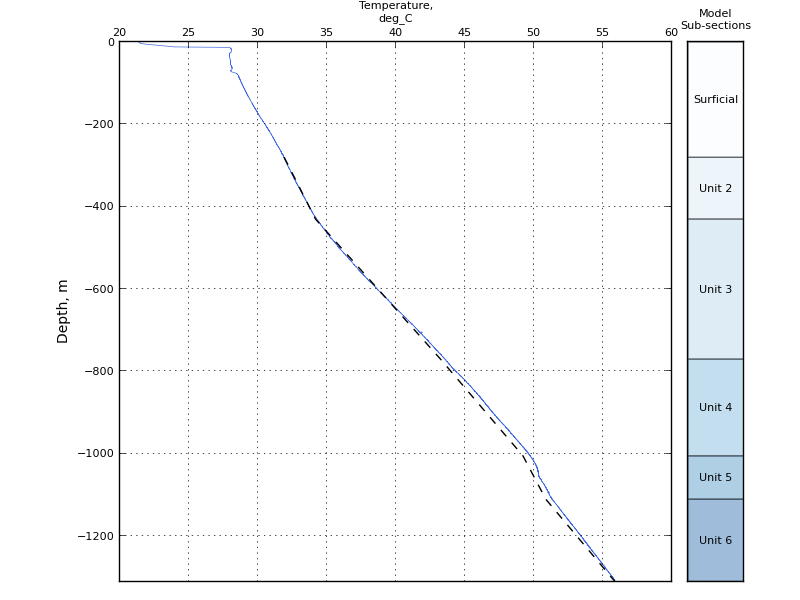 Temperature,
deg_C
20 25 30 35 40 45 50 55 60
Model
Sub-sections
0
−200
−400
−600
−800
−1000
−1200
Depth, m
Surficial
Unit 2
Unit 3
Unit 4
Unit 5
Unit 6